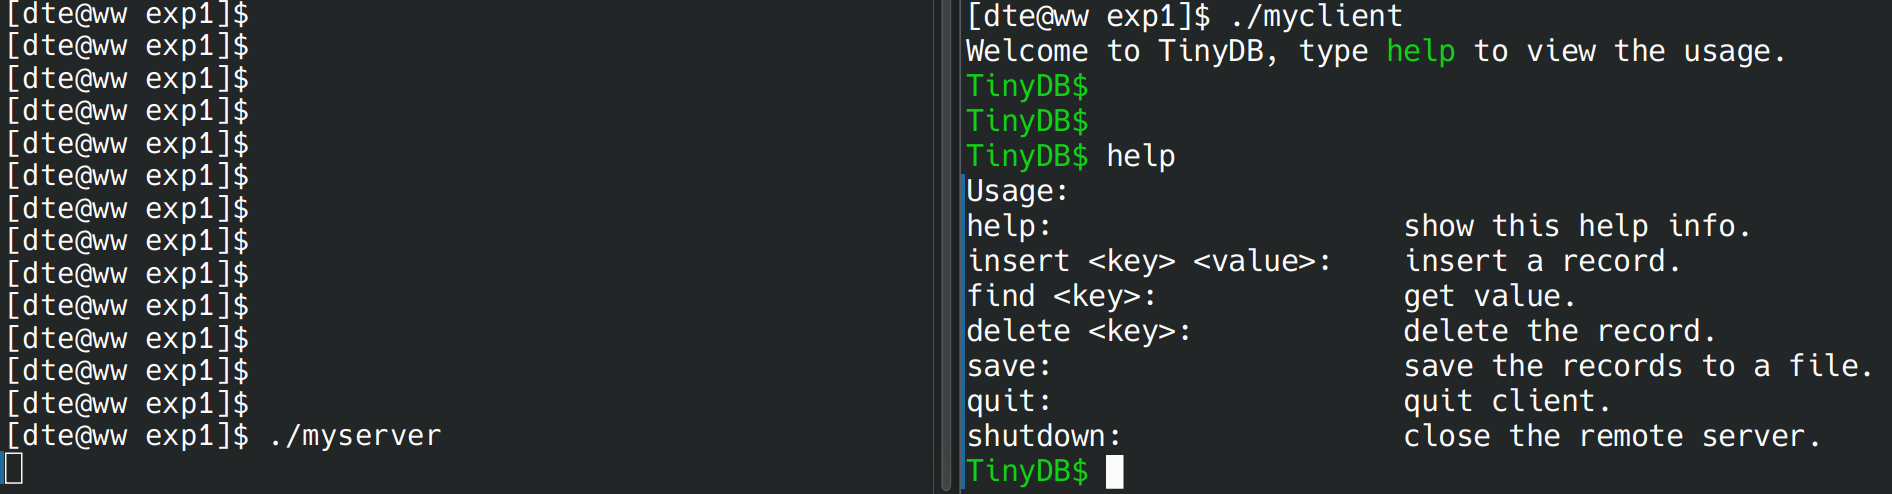 [dte@ww exp1]$
[dte@ww exp1]$
[dte@ww exp1]$
[dte@ww exp1]$
[dte@ww exp1]$
[dte@ww exp1]$
[dte@ww exp1]$
[dte@ww exp1]$
[dte@ww exp1]$
[dte@ww exp1]$
[dte@ww exp1]$
[dte@ww exp1]$
[dte@ww exp1]$
[dte@ww exp1]$ ./myserver
[dte@ww exp1]$ ./myclient
Welcome to TinyDB, type help to view the usage.
TinyDB$
TinyDB$
TinyDB$ help
Usage:
help: show this help info.
insert <key> <value>: insert a record.
find <key>: get value.
delete <key>: delete the record.
save: save the records to a file.
quit: quit client.
shutdown: close the remote server.
TinyDB$